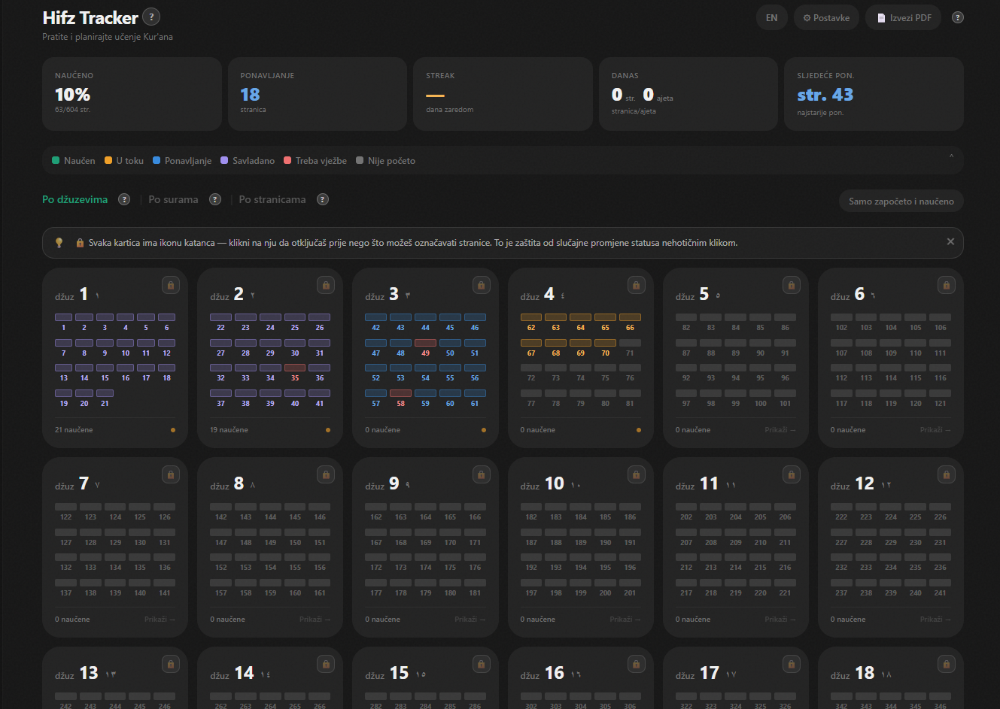 Hifz Tracker ?
Pratite i planirajte učenje Kur'ana
EN
⚙ Postavke
Izvezi PDF
?
NAUČENO
10%
63/604 str.
PONAVLJANJE
18
stranica
STREAK
—
dana zaredom
DANAS
0 str. 0 ajeta
stranica/ajeta
SLJEDEĆE PON.
str. 43
najstarije pon.
Naučen U toku Ponavljanje Savladano Treba vježbe Nije početo ^
Po džuzevima ? | Po surama ? | Po stranicama ?
Samo započeto i naučeno
Svaka kartica ima ikonu katanca — klikni na nju da otključaš prije nego što možeš označavati stranice. To je zaštita od slučajne promjene statusa nehotičnim klikom. ✕
džuz 1 ١
1 2 3 4 5 6
7 8 9 10 11 12
13 14 15 16 17 18
19 20 21
21 naučene
džuz 2 ٢
22 23 24 25 26
27 28 29 30 31
32 33 34 35 36
37 38 39 40 41
19 naučene
džuz 3 ٣
42 43 44 45 46
47 48 49 50 51
52 53 54 55 56
57 58 59 60 61
0 naučene
džuz 4 ٤
62 63 64 65 66
67 68 69 70 71
72 73 74 75 76
77 78 79 80 81
0 naučene
džuz 5 ٥
82 83 84 85 86
87 88 89 90 91
92 93 94 95 96
97 98 99 100 101
0 naučene Prikaži →
džuz 6 ٦
102 103 104 105 106
107 108 109 110 111
112 113 114 115 116
117 118 119 120 121
0 naučene Prikaži →
džuz 7 ٧
122 123 124 125 126
127 128 129 130 131
132 133 134 135 136
137 138 139 140 141
0 naučene Prikaži →
džuz 8 ٨
142 143 144 145 146
147 148 149 150 151
152 153 154 155 156
157 158 159 160 161
0 naučene Prikaži →
džuz 9 ٩
162 163 164 165 166
167 168 169 170 171
172 173 174 175 176
177 178 179 180 181
0 naučene Prikaži →
džuz 10 ١٠
182 183 184 185 186
187 188 189 190 191
192 193 194 195 196
197 198 199 200 201
0 naučene Prikaži →
džuz 11 ١١
202 203 204 205 206
207 208 209 210 211
212 213 214 215 216
217 218 219 220 221
0 naučene Prikaži →
džuz 12 ١٢
222 223 224 225 226
227 228 229 230 231
232 233 234 235 236
237 238 239 240 241
0 naučene Prikaži →
džuz 13 ١٣
242 243 244 245 246
džuz 14 ١٤
262 263 264 265 266
džuz 15 ١٥
282 283 284 285 286
džuz 16 ١٦
302 303 304 305 306
džuz 17 ١٧
322 323 324 325 326
džuz 18 ١٨
342 343 344 345 346